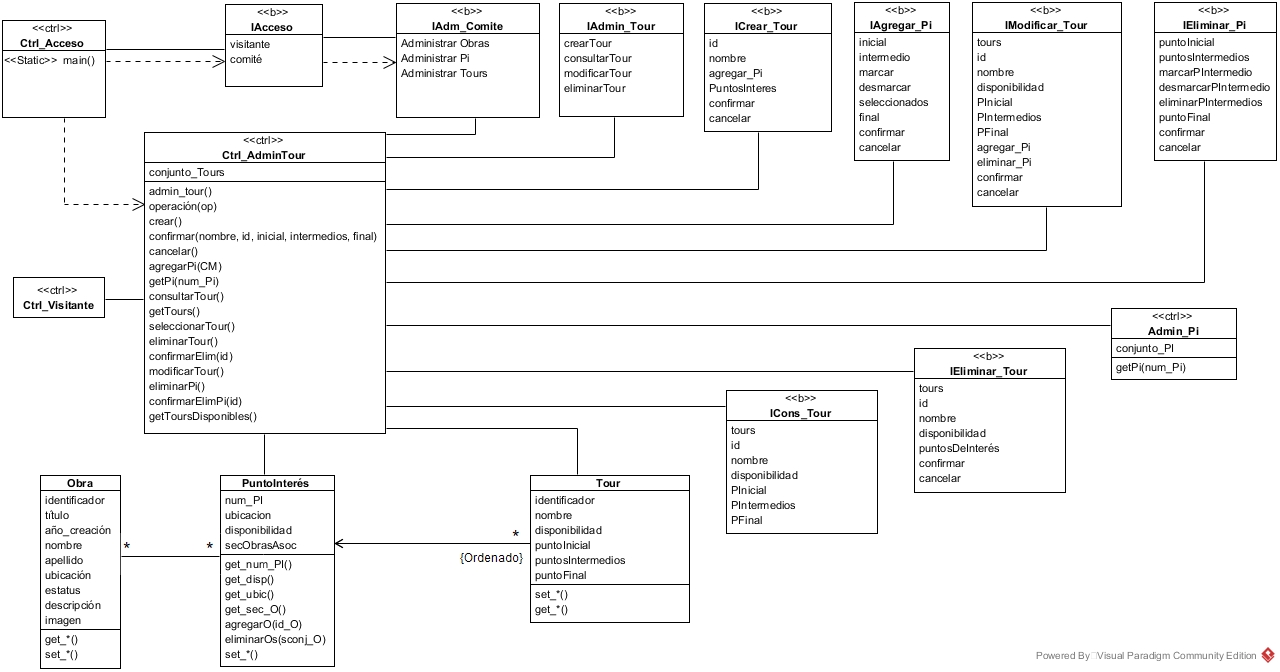 <<ctrl>>
Ctrl_Acceso
<<Static>> main()
<<b>>
IAcceso
visitante
comité
<<b>>
IAdm_Comite
Administrar Obras
Administrar Pi
Administrar Tours
<<b>>
IAdmin_Tour
crearTour
consultarTour
modificarTour
eliminarTour
<<b>>
ICrear_Tour
id
nombre
agregar_Pi
PuntosInteres
confirmar
cancelar
<<b>>
IAgregar_Pi
inicial
intermedio
marcar
desmarcar
seleccionados
final
confirmar
cancelar
<<b>>
IModificar_Tour
tours
id
nombre
disponibilidad
PInicial
PIntermedios
PFinal
agregar_Pi
eliminar_Pi
confirmar
cancelar
<<b>>
IEliminar_Pi
puntoInicial
puntosIntermedios
marcarPIntermedio
desmarcarPIntermedio
eliminarPIntermedios
puntoFinal
confirmar
cancelar
<<ctrl>>
Ctrl_AdminTour
conjunto_Tours
admin_tour()
operación(op)
crear()
confirmar(nombre, id, inicial, intermedios, final)
cancelar()
agregarPi(CM)
getPi(num_Pi)
consultarTour()
getTours()
seleccionarTour()
eliminarTour()
confirmarElim(id)
modificarTour()
eliminarPi()
confirmarElimPi(id)
getToursDisponibles()
<<ctrl>>
Ctrl_Visitante
<<ctrl>>
Admin_Pi
conjunto_PI
getPi(num_Pi)
<<b>>
IEliminar_Tour
tours
id
nombre
disponibilidad
puntosDeInterés
confirmar
cancelar
<<b>>
ICons_Tour
tours
id
nombre
disponibilidad
PInicial
PIntermedios
PFinal
Obra
identificador
título
año_creación
nombre
apellido
ubicación
estatus
descripción
imagen
get_*()
set_*()
*
*
PuntoInterés
num_PI
ubicacion
disponibilidad
secObrasAsoc
get_num_PI()
get_disp()
get_ubic()
get_sec_O()
agregarO(id_O)
eliminarOs(sconj_O)
set_*()
*
{Ordenado}
Tour
identificador
nombre
disponibilidad
puntoInicial
puntosIntermedios
puntoFinal
set_*()
get_*()
Powered By Visual Paradigm Community Edition